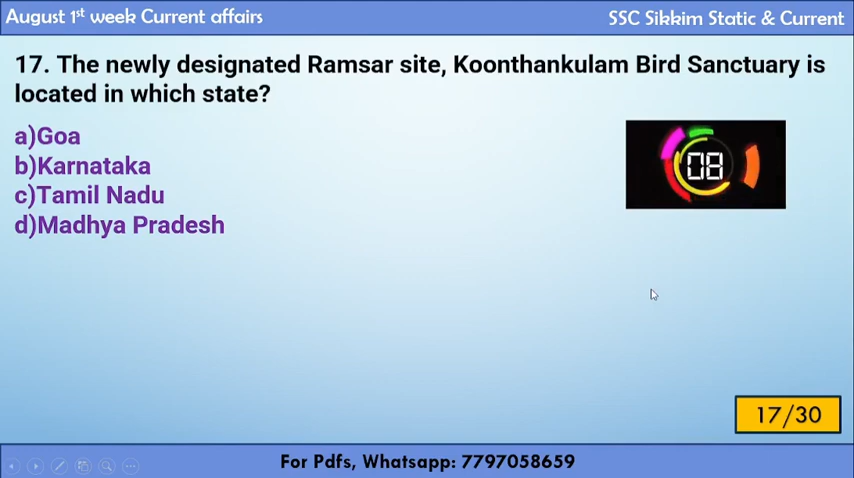 August 1st week Current affairs
SSC Sikkim Static & Current
17. The newly designated Ramsar site, Koonthankulam Bird Sanctuary is
located in which state?
a)Goa
b)Karnataka
c)Tamil Nadu
d)Madhya Pradesh
08
17/30
For Pdfs, Whatsapp: 7797058659